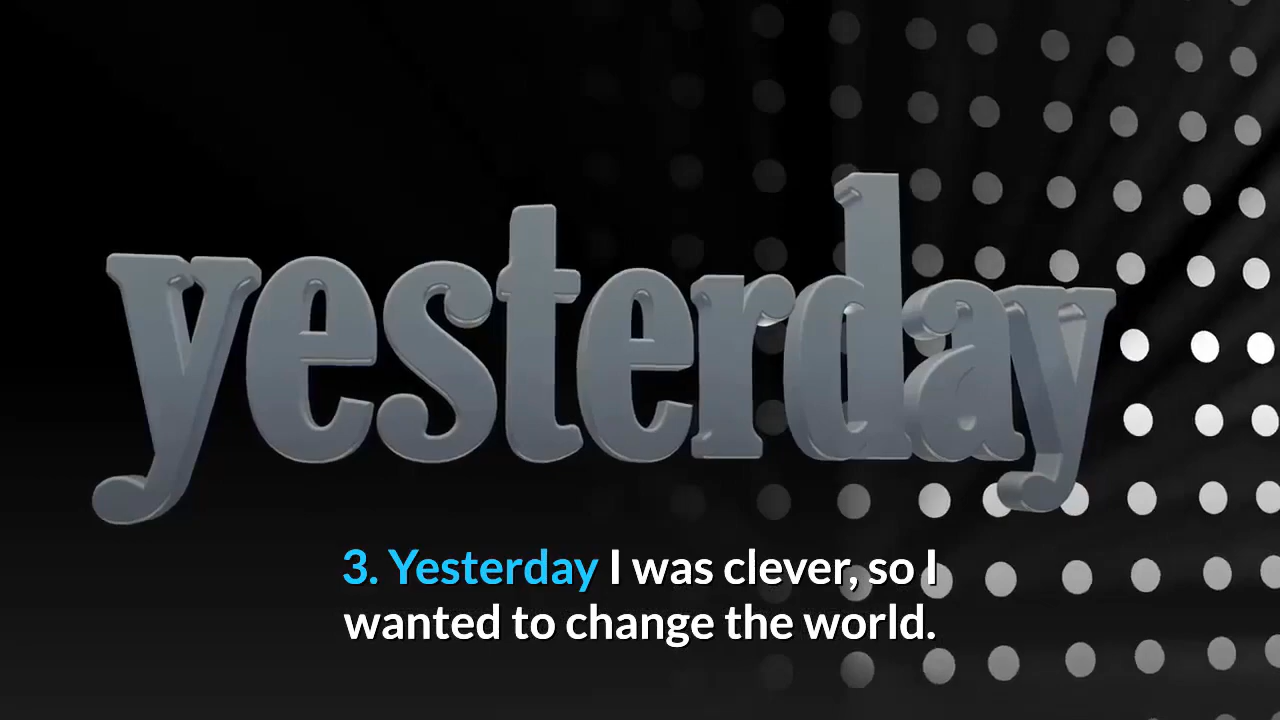 yesterday
3. Yesterday I was clever, so I
wanted to change the world.